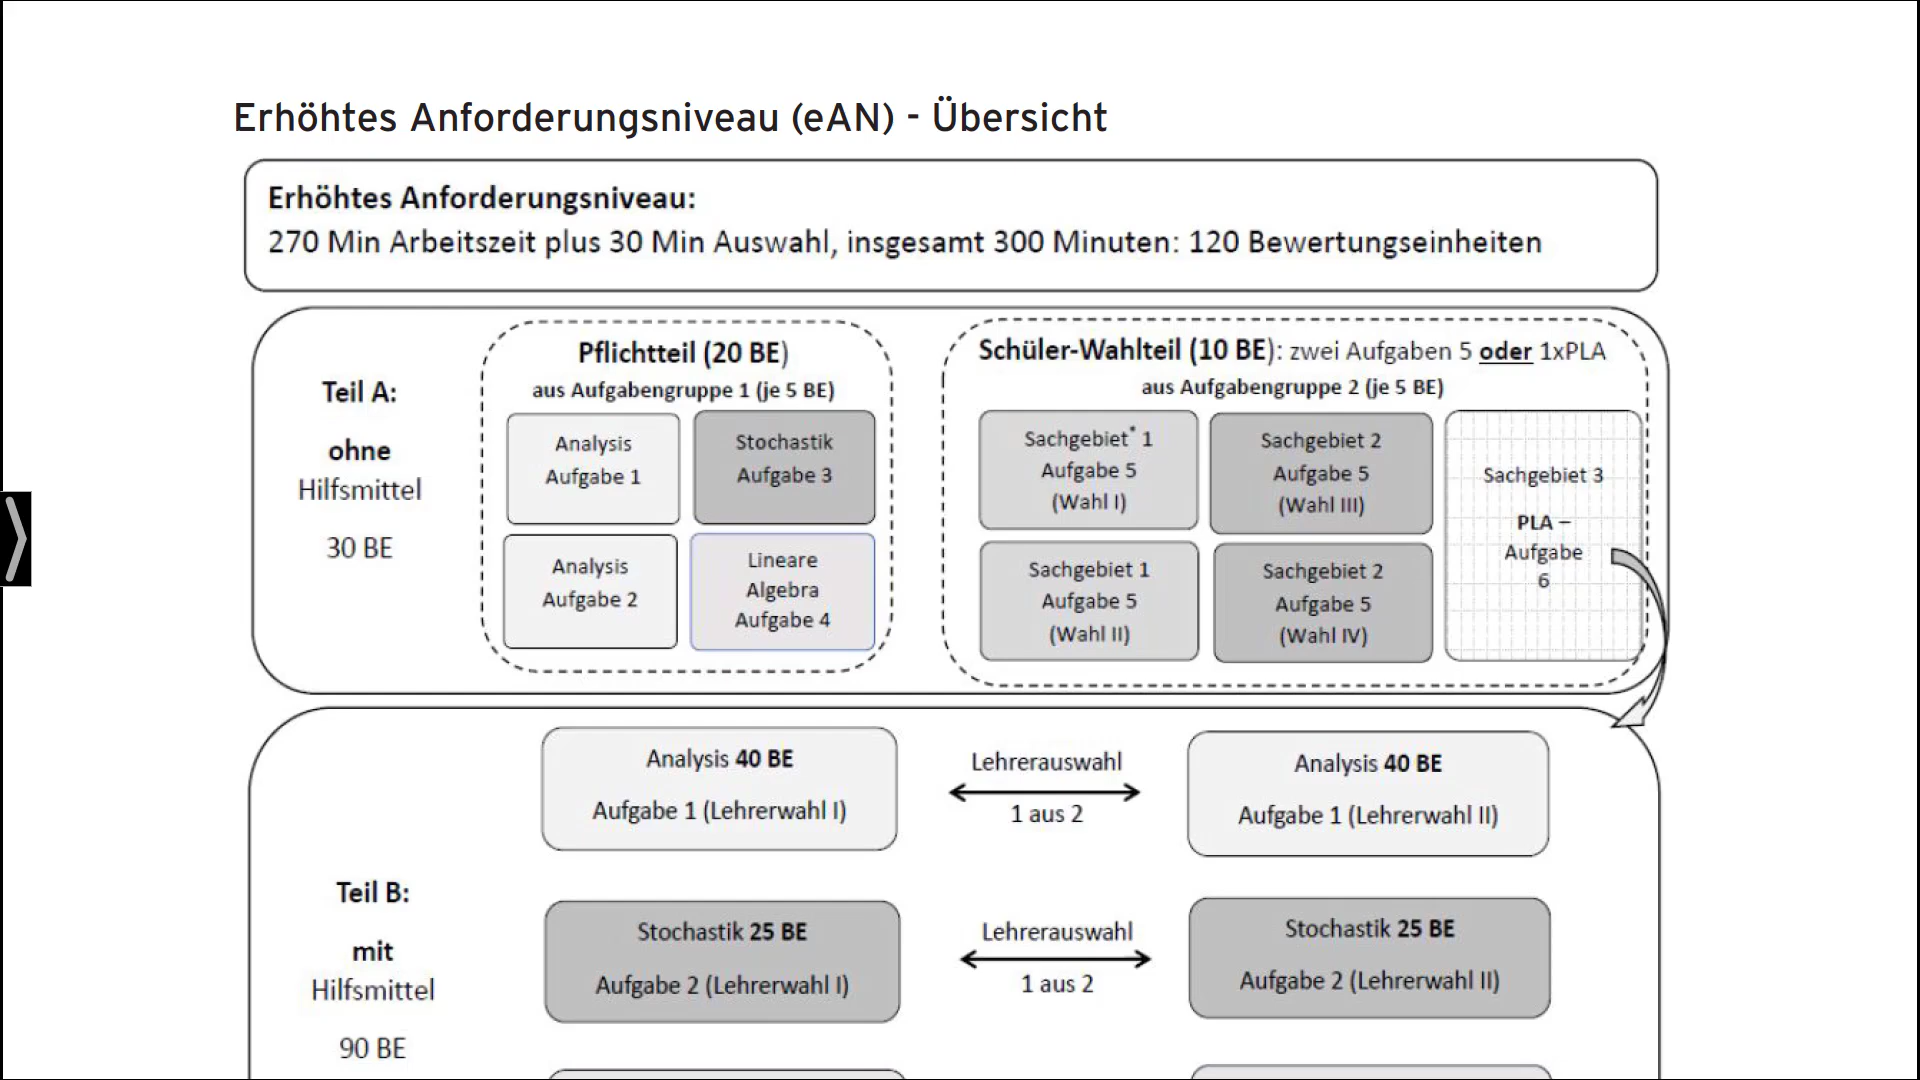 Erhöhtes Anforderungsniveau (eAN) - Übersicht
Erhöhtes Anforderungsniveau:
270 Min Arbeitszeit plus 30 Min Auswahl, insgesamt 300 Minuten: 120 Bewertungseinheiten
Teil A:
ohne
Hilfsmittel
30 BE
Pflichtteil (20 BE)
aus Aufgabengruppe 1 (je 5 BE)
Analysis
Aufgabe 1
Stochastik
Aufgabe 3
Analysis
Aufgabe 2
Lineare
Algebra
Aufgabe 4
Schüler-Wahlteil (10 BE): zwei Aufgaben 5 oder 1xPLA
aus Aufgabengruppe 2 (je 5 BE)
Sachgebiet* 1
Aufgabe 5
(Wahl I)
Sachgebiet 2
Aufgabe 5
(Wahl III)
Sachgebiet 1
Aufgabe 5
(Wahl II)
Sachgebiet 2
Aufgabe 5
(Wahl IV)
Sachgebiet 3
PLA –
Aufgabe
6
Teil B:
mit
Hilfsmittel
90 BE
Analysis 40 BE
Aufgabe 1 (Lehrerwahl I)
Lehrerauswahl
1 aus 2
Analysis 40 BE
Aufgabe 1 (Lehrerwahl II)
Stochastik 25 BE
Aufgabe 2 (Lehrerwahl I)
Lehrerauswahl
1 aus 2
Stochastik 25 BE
Aufgabe 2 (Lehrerwahl II)